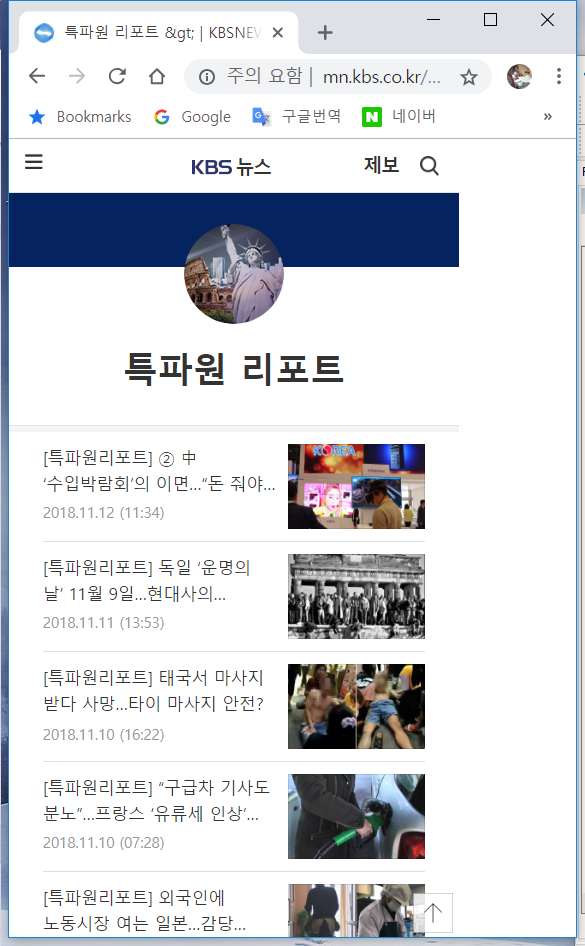 특파원 리포트 &gt; | KBSNEW
주의 요함 | mn.kbs.co.kr/...
Bookmarks Google 구글번역 네이버 »
KBS 뉴스 제보
특파원 리포트
[특파원리포트] ② 中
‘수입박람회’의 이면…“돈 줘야...
2018.11.12 (11:34)
KOREA
[특파원리포트] 독일 ‘운명의
날’ 11월 9일…현대사의...
2018.11.11 (13:53)
[특파원리포트] 태국서 마사지
받다 사망…타이 마사지 안전?
2018.11.10 (16:22)
[특파원리포트] “구급차 기사도
분노”…프랑스 ‘유류세 인상’...
2018.11.10 (07:28)
[특파원리포트] 외국인에
노동시장 여는 일본…감당...